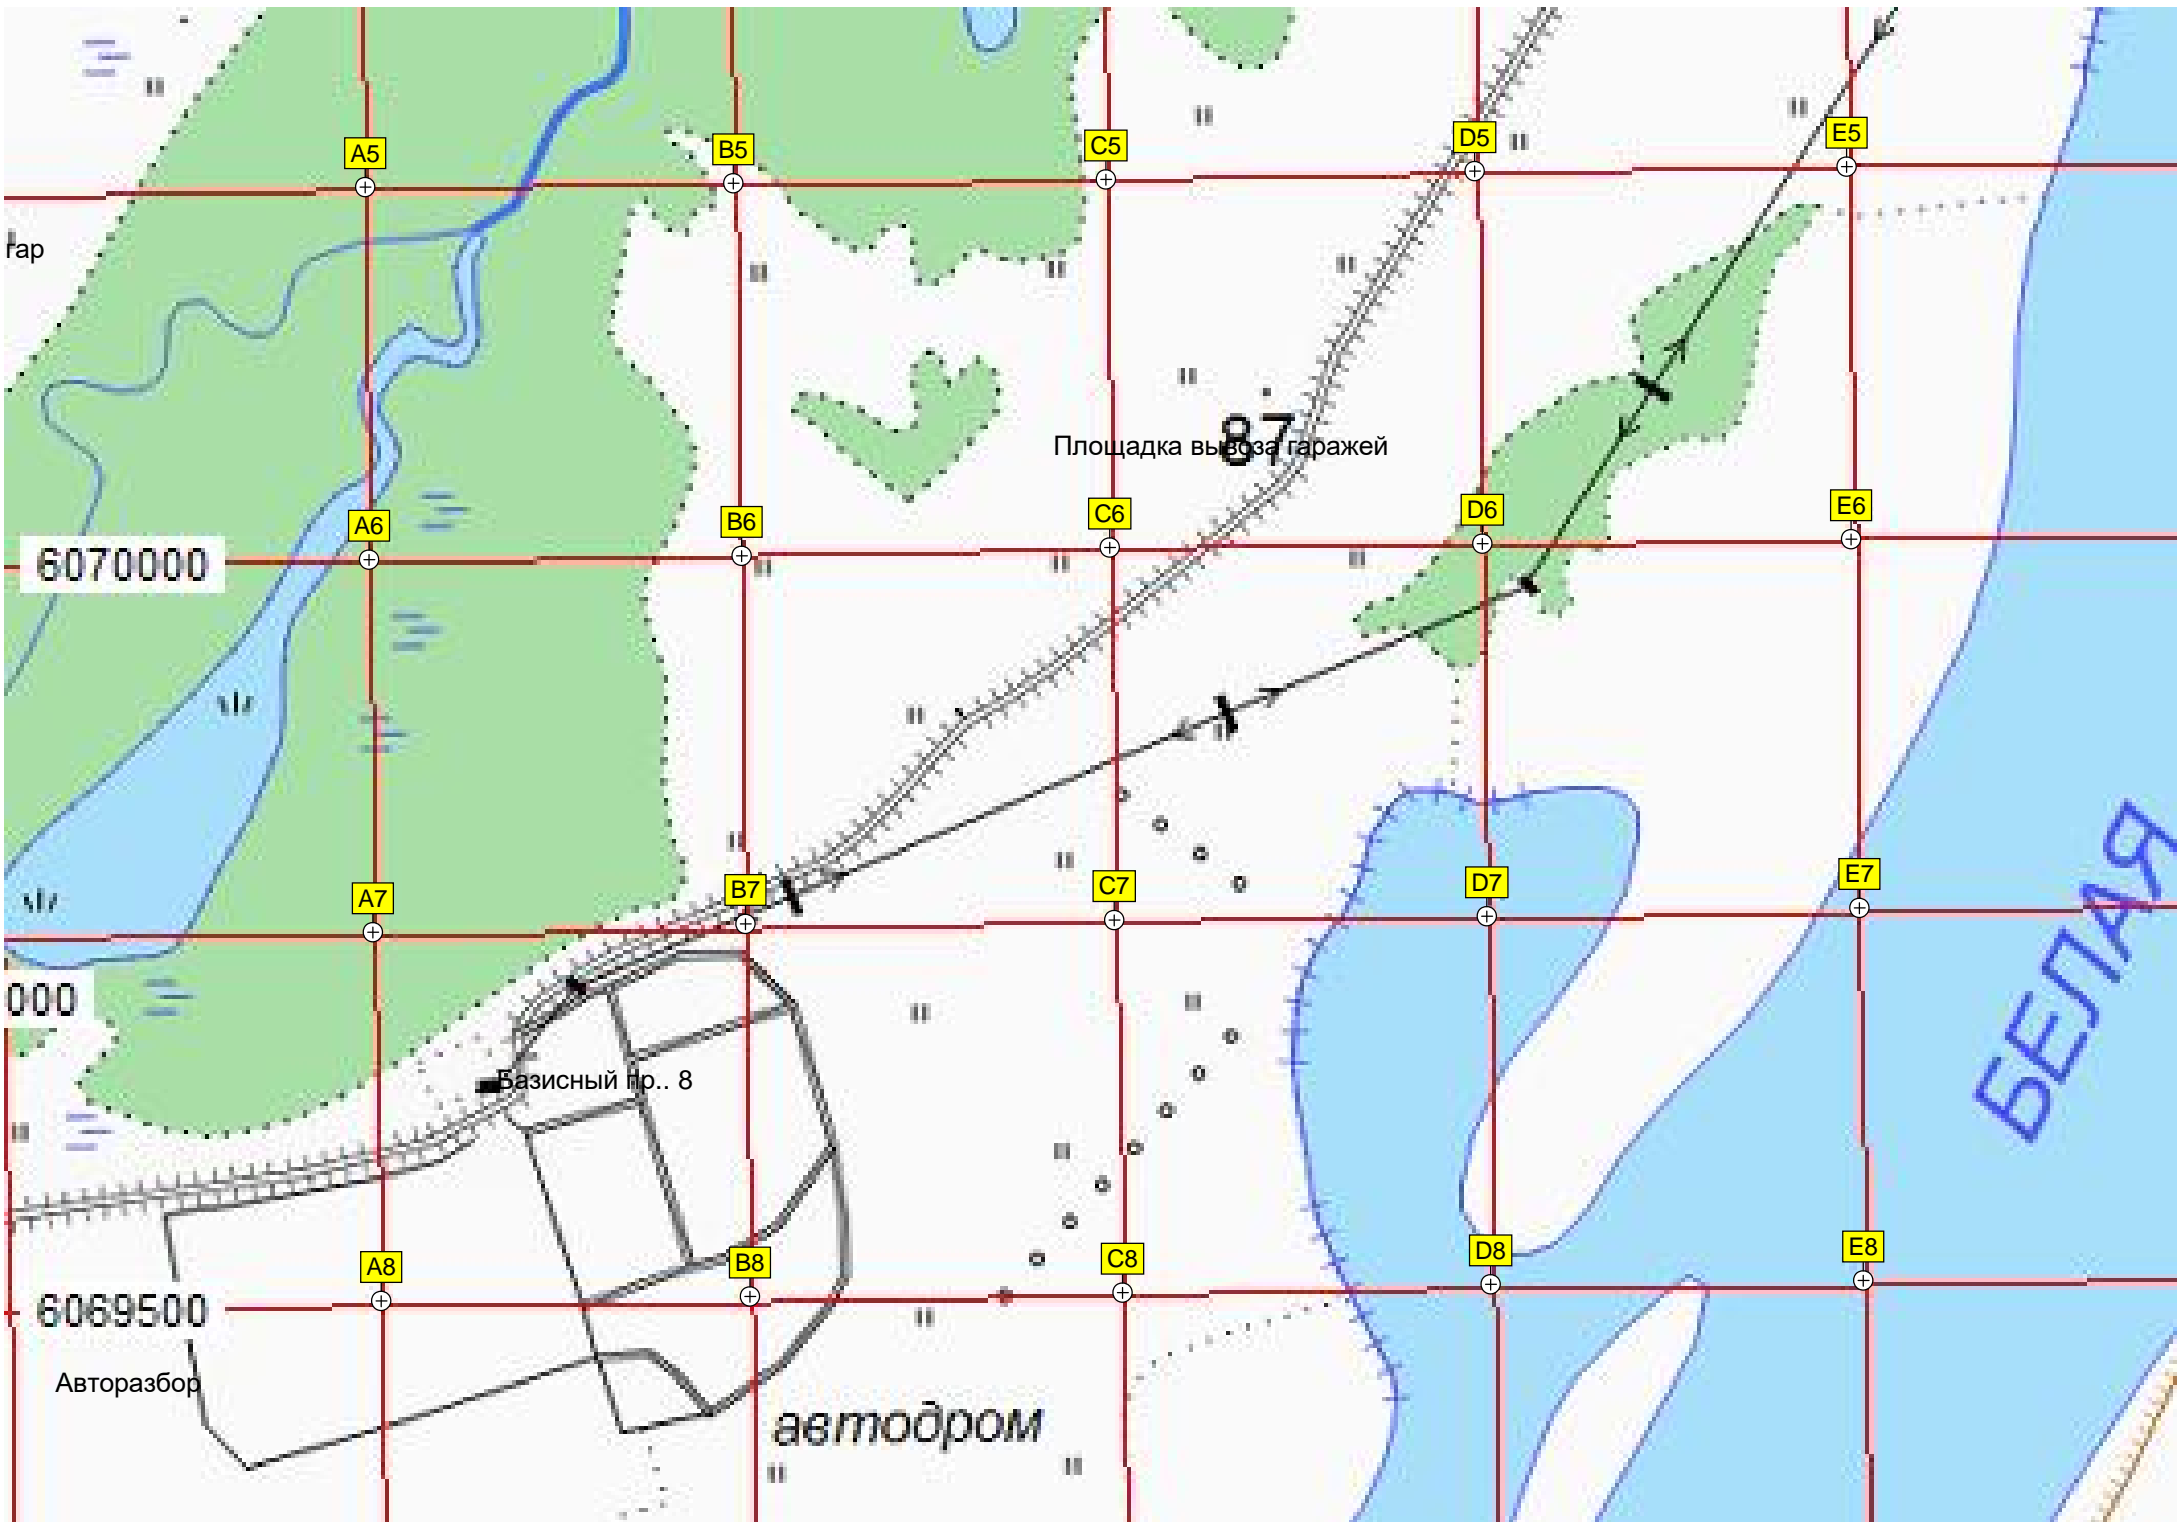 A5
B5
C5
D5
E5
гар
87
Площадка вывоза гаражей
A6
B6
C6
D6
E6
6070000
A7
B7
C7
D7
E7
БЕЛАЯ
000
Базисный пр.. 8
A8
B8
C8
D8
E8
6069500
Авторазбор
автодром